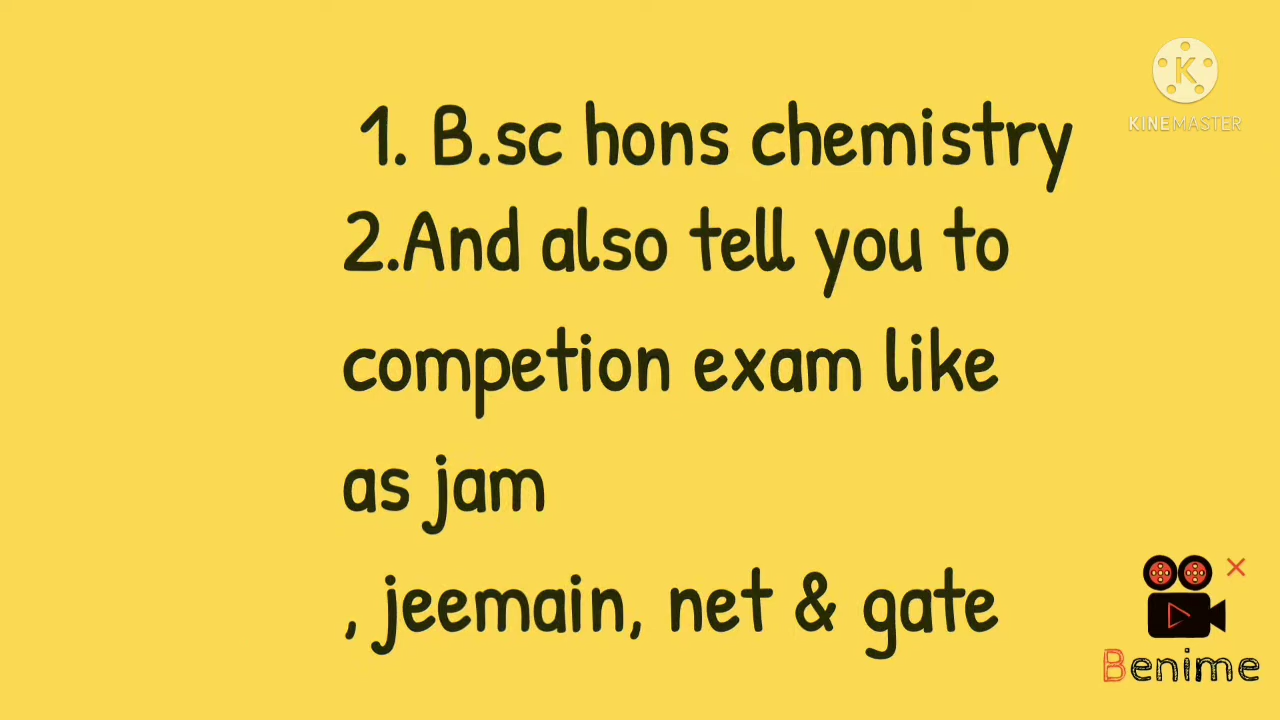 1. B.sc hons chemistry
KINEMASTER
2.And also tell you to
competion exam like
as jam
, jeemain, net & gate
Benime